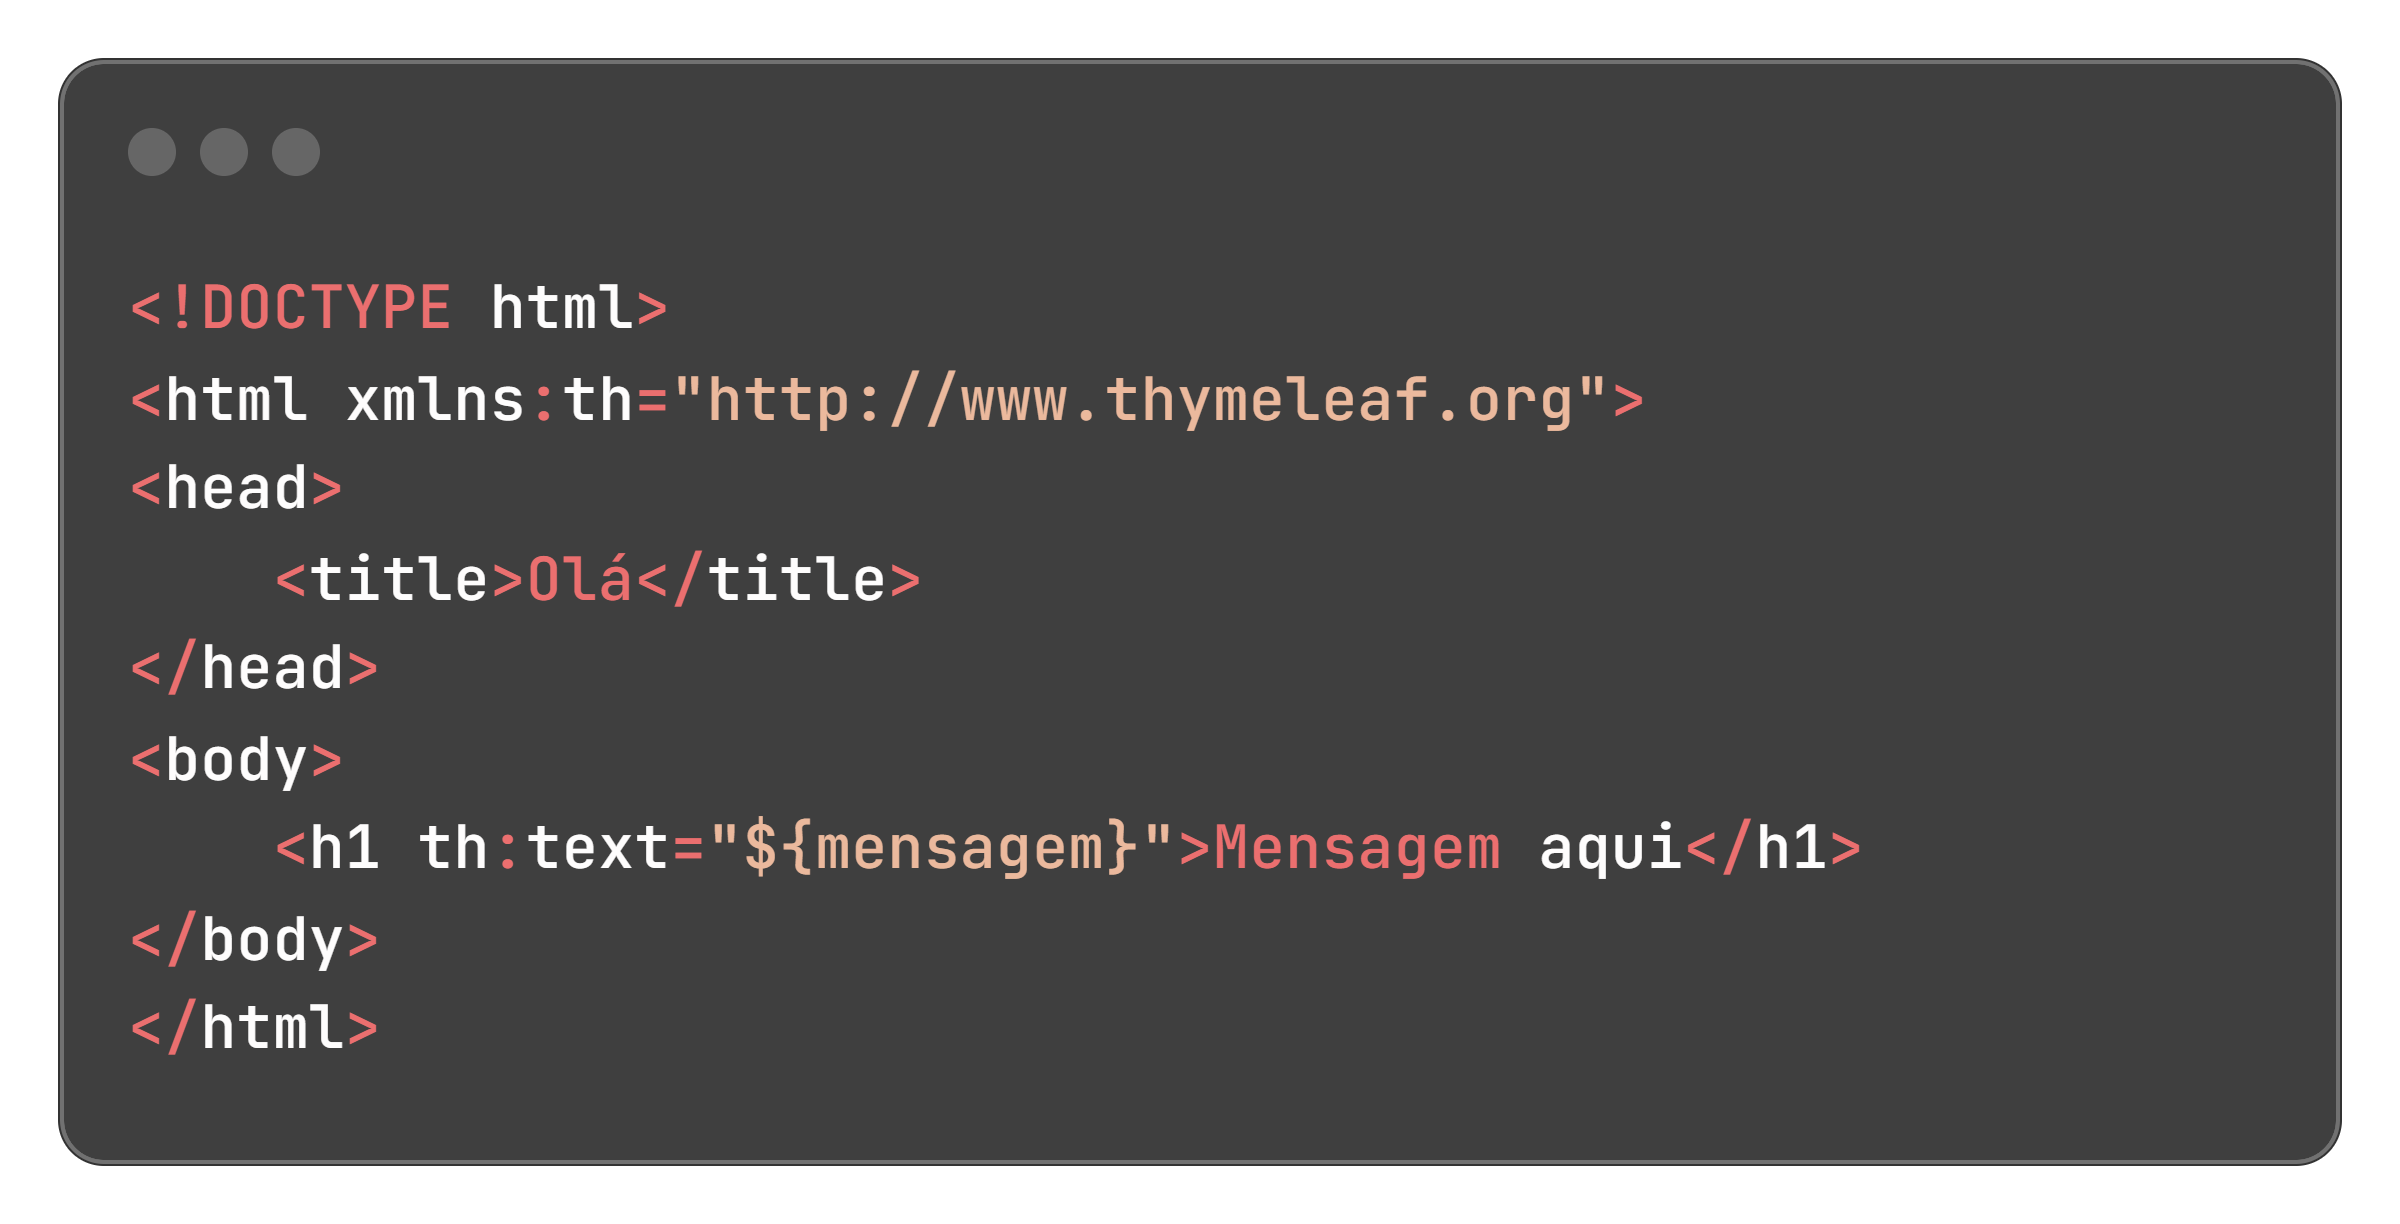 <!DOCTYPE html>
<html xmlns:th="http://www.thymeleaf.org">
<head>
    <title>Olá</title>
</head>
<body>
    <h1 th:text="${mensagem}">Mensagem aqui</h1>
</body>
</html>